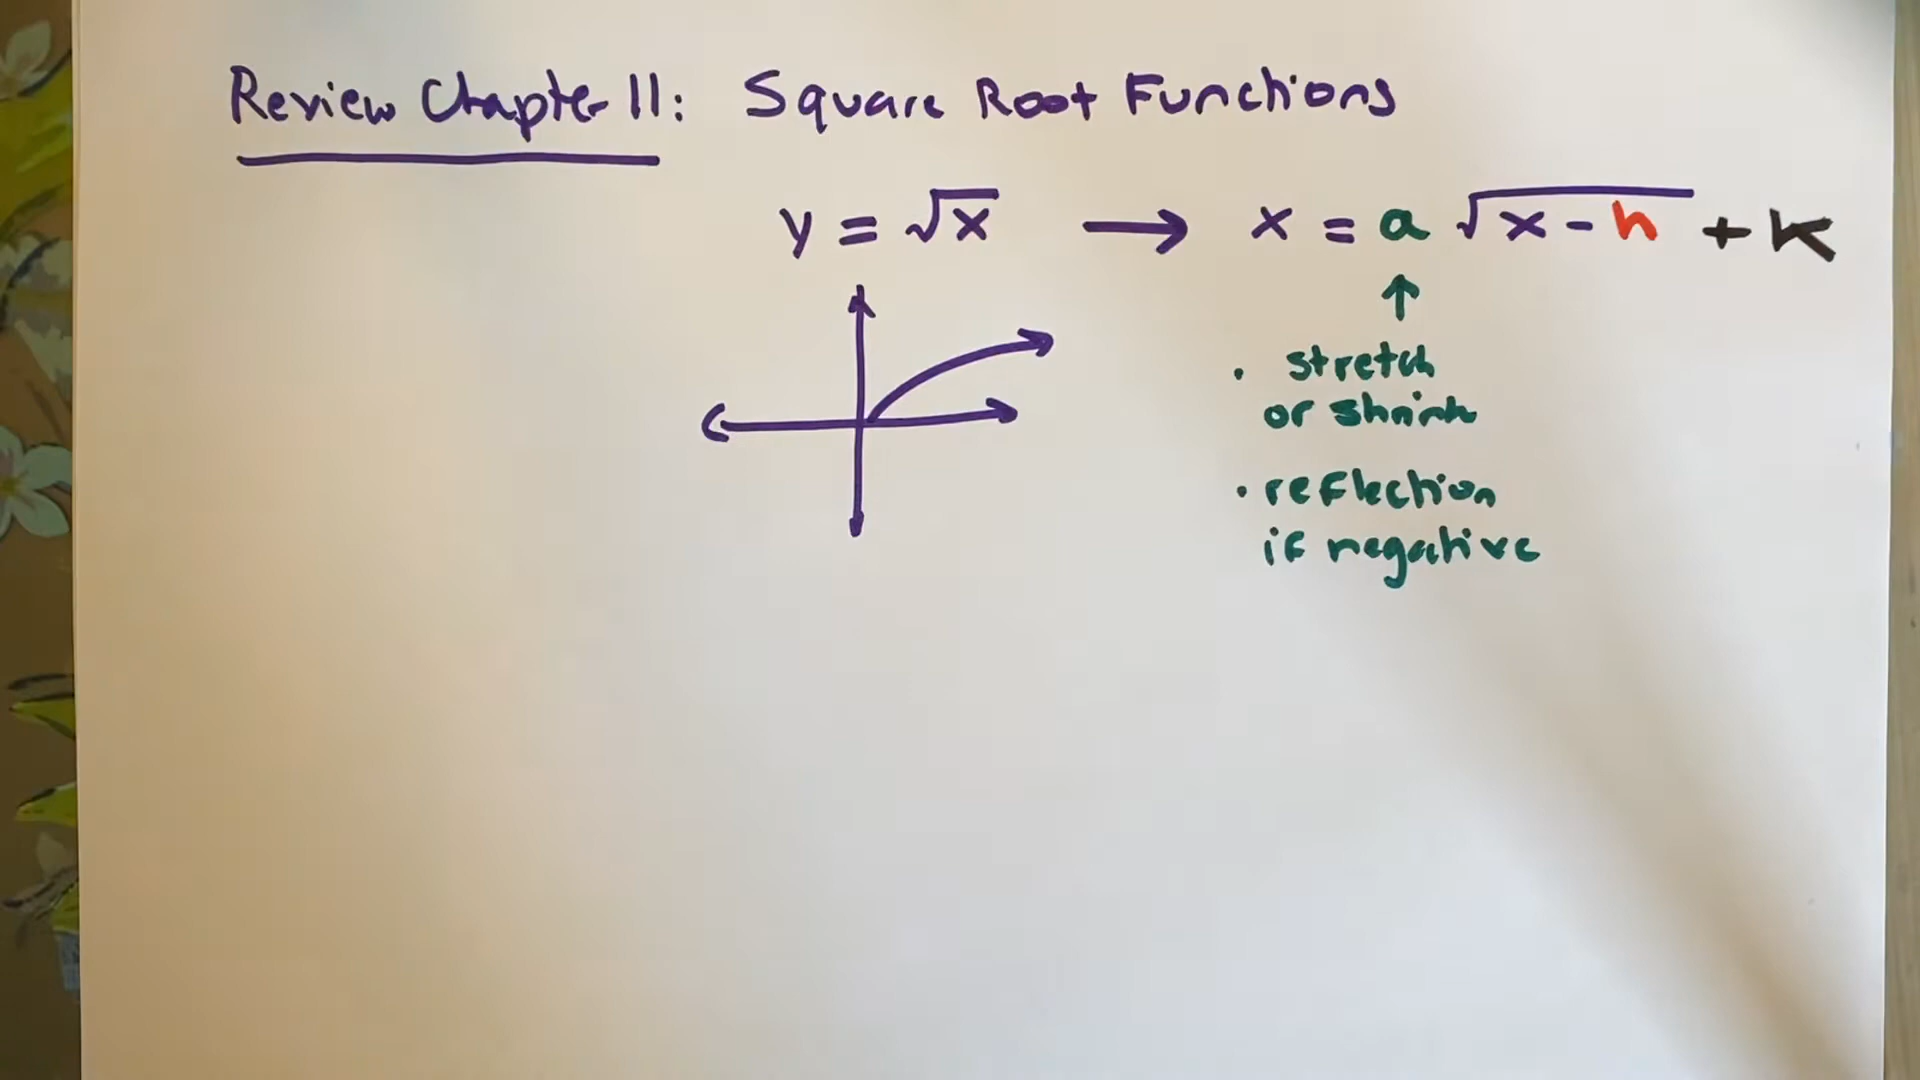 Review Chapter 11: Square Root Functions
y = √x → x = a √x - h + k
↑
• stretch
or shrink
• reflection
if negative